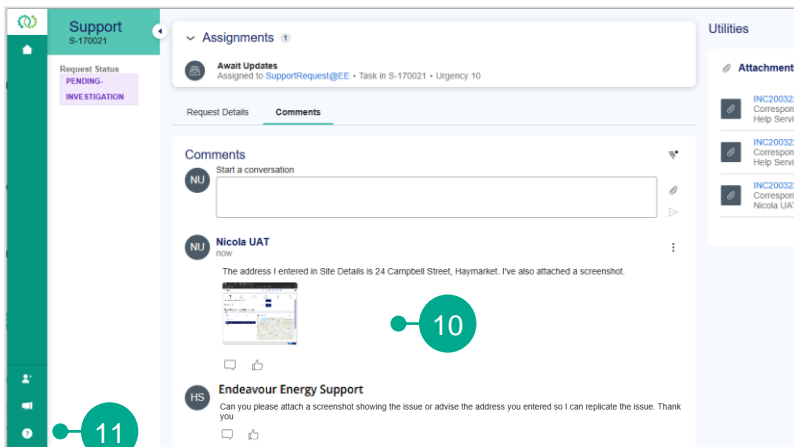 Support
S-170021
Request Status
PENDING-
INVESTIGATION
Assignments 1
Await Updates
Assigned to SupportRequest@EE • Task in S-170021 • Urgency 10
Request Details Comments
Comments
NU
Start a conversation
NU
Nicola UAT
now
The address I entered in Site Details is 24 Campbell Street, Haymarket. I've also attached a screenshot.
10
HS
Endeavour Energy Support
Can you please attach a screenshot showing the issue or advise the address you entered so I can replicate the issue. Thank
you
11
Utilities
Attachment
INC20032
Correspon
Help Servi
INC20032
Correspon
Help Servi
INC20032
Correspon
Nicola UAT